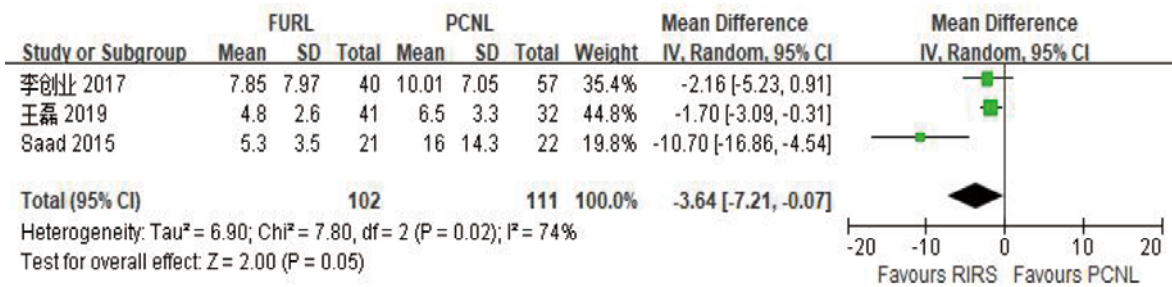 FURL PCNL Mean Difference Mean Difference
Study or Subgroup Mean SD Total Mean SD Total Weight IV, Random, 95% CI IV, Random, 95% CI
李创业 2017 7.85 7.97 40 10.01 7.05 57 35.4% -2.16 [-5.23, 0.91]
王磊 2019 4.8 2.6 41 6.5 3.3 32 44.8% -1.70 [-3.09, -0.31]
Saad 2015 5.3 3.5 21 16 14.3 22 19.8% -10.70 [-16.86, -4.54]
Total (95% CI) 102 111 100.0% -3.64 [-7.21, -0.07]
Heterogeneity: Tau² = 6.90; Chi² = 7.80, df = 2 (P = 0.02); I² = 74%
Test for overall effect: Z = 2.00 (P = 0.05)
-20 -10 0 10 20
Favours RIRS Favours PCNL